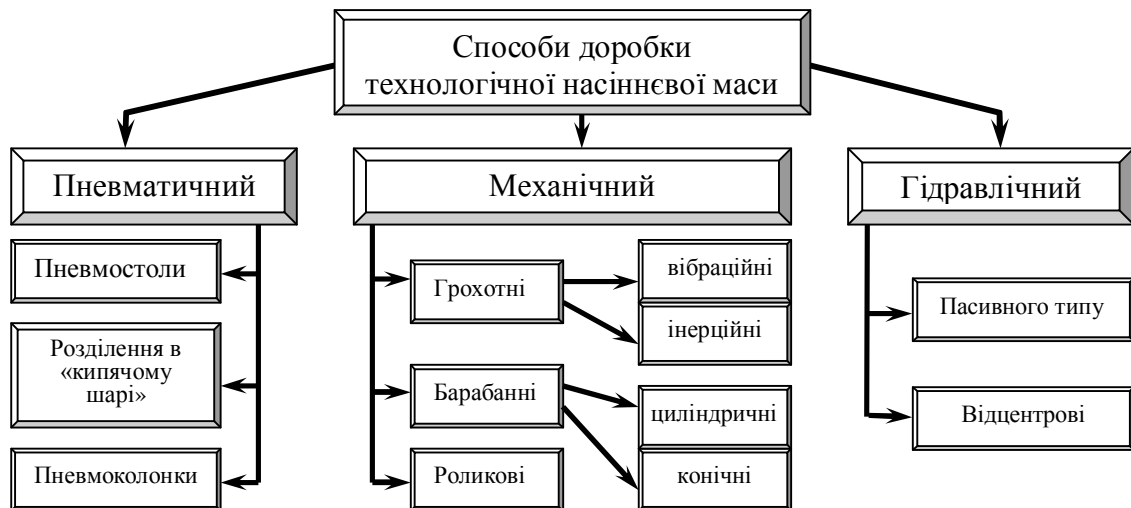 Способи доробки
технологічної насіннєвої маси
Пневматичний
Механічний
Гідравлічний
Пневмостоли
Розділення в
«кипячому
шарі»
Пневмоколонки
Грохотні
вібраційні
інерційні
Барабанні
циліндричні
конічні
Роликові
Пасивного типу
Відцентрові